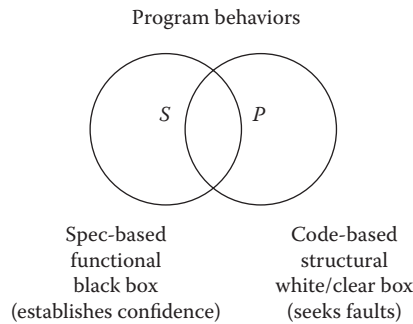 Program behaviors
S
P
Spec-based
functional
black box
(establishes confidence)
Code-based
structural
white/clear box
(seeks faults)